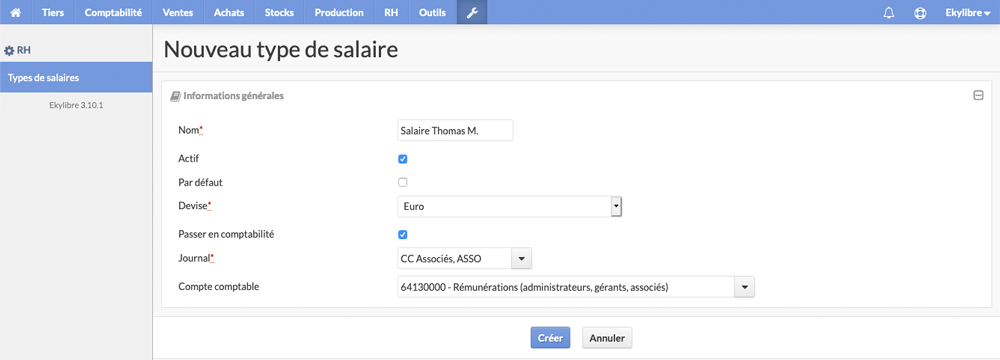 Tiers Comptabilité Ventes Achats Stocks Production RH Outils Ekylibre
RH
Types de salaires
Ekylibre 3.10.1
Nouveau type de salaire
Informations générales
Nom* Salaire Thomas M.
Actif
Par défaut
Devise* Euro
Passer en comptabilité
Journal* CC Associés, ASSO
Compte comptable 64130000 - Rémunérations (administrateurs, gérants, associés)
Créer Annuler